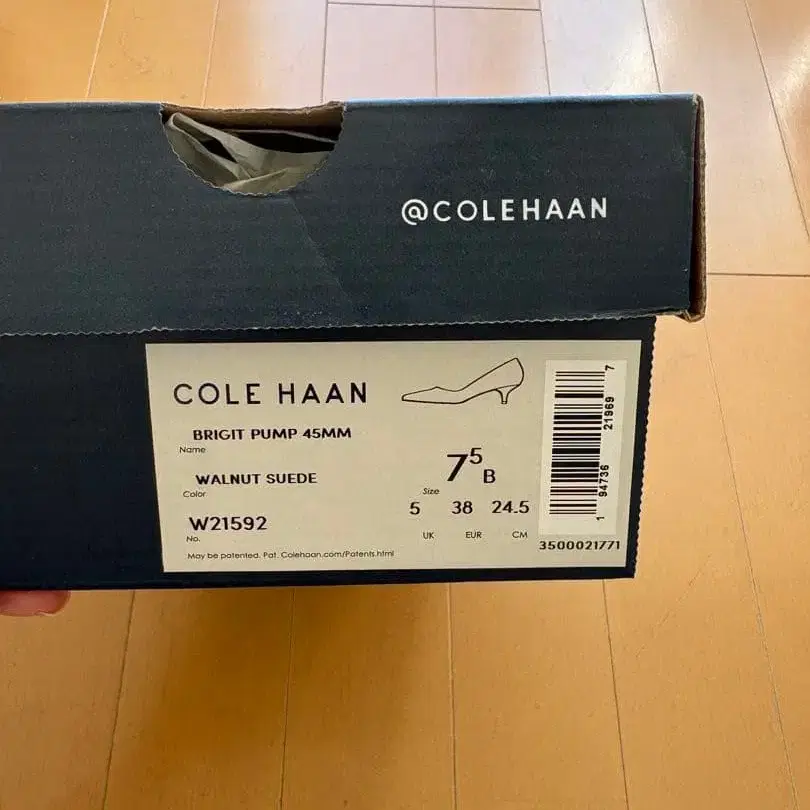 @COLEHAAN
COLE HAAN
BRIGIT PUMP 45MM
Name
WALNUT SUEDE
Color
W21592
No.
May be patented. Pat. Colehaan.com/Patents.html
7⁵ B
Size
5 38 24.5
UK EUR CM
1 94736 21969 7
3500021771